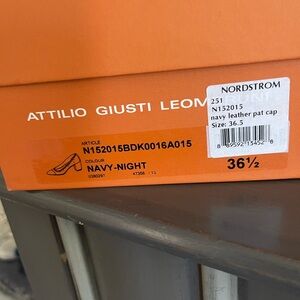 NORDSTROM
251
N152015
navy leather pat cap
Size: 36.5
ATTILIO GIUSTI LEOM
ARTICLE
N152015BDK0016A015
COLOUR
NAVY-NIGHT
36½